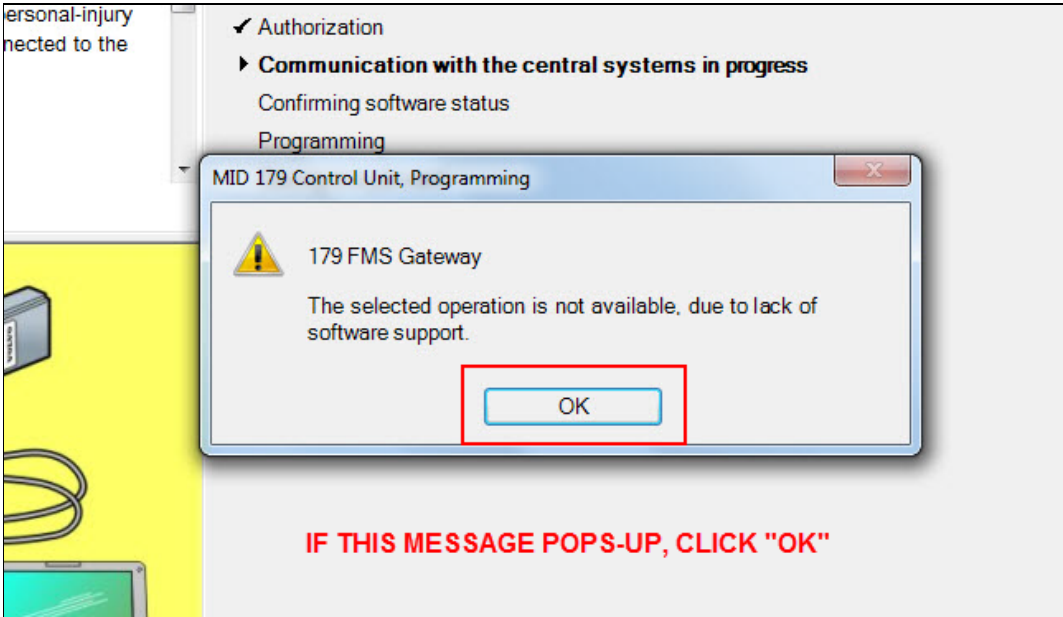 ersonal-injury
nected to the
✔ Authorization
Communication with the central systems in progress
Confirming software status
Programming
MID 179 Control Unit, Programming
179 FMS Gateway
The selected operation is not available, due to lack of
software support.
OK
IF THIS MESSAGE POPS-UP, CLICK "OK"